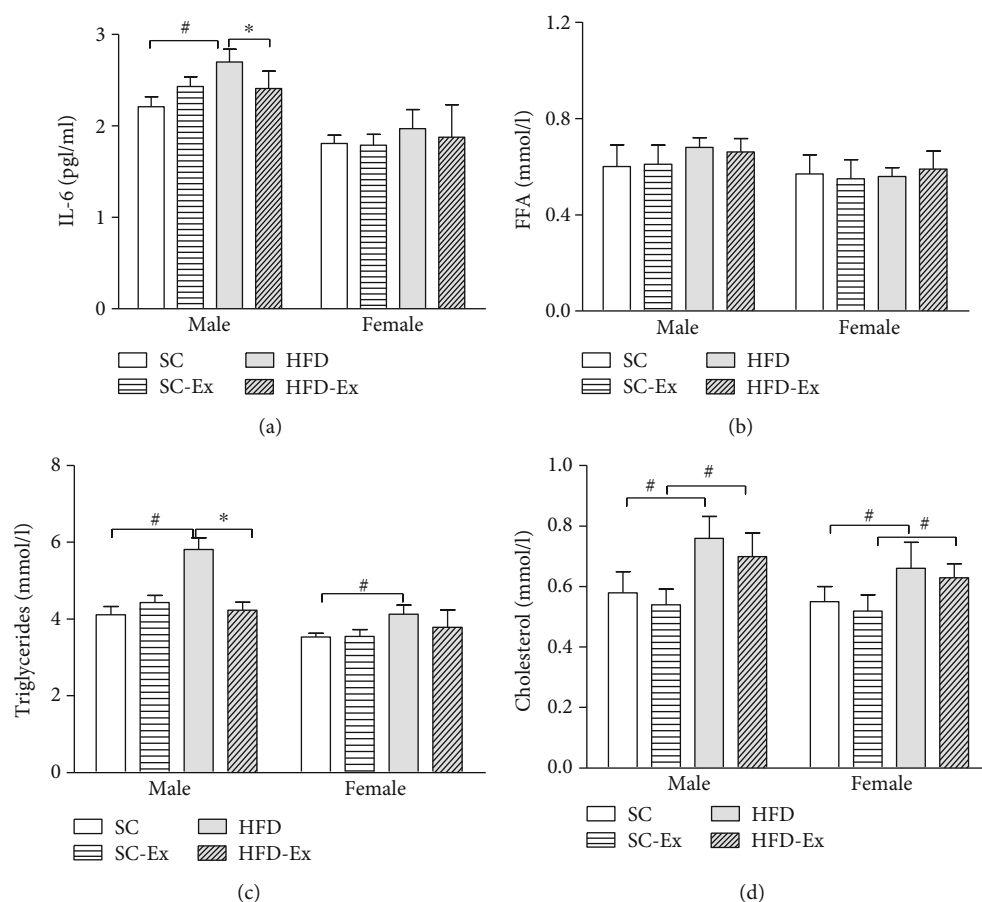 3
2
1
0
IL-6 (pgl/ml)
#
*
Male
Female
SC
HFD
SC-Ex
HFD-Ex
(a)
1.2
0.8
0.4
0.0
FFA (mmol/l)
Male
Female
SC
HFD
SC-Ex
HFD-Ex
(b)
8
6
4
2
0
Triglycerides (mmol/l)
#
*
#
Male
Female
SC
HFD
SC-Ex
HFD-Ex
(c)
1.0
0.8
0.6
0.4
0.2
0.0
Cholesterol (mmol/l)
#
#
#
#
Male
Female
SC
HFD
SC-Ex
HFD-Ex
(d)